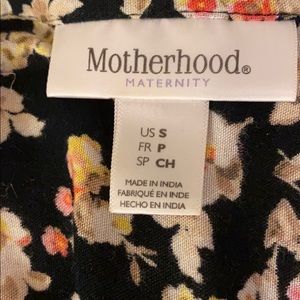 Motherhood®
MATERNITY
US S
FR P
SP CH
MADE IN INDIA
FABRIQUÉ EN INDE
HECHO EN INDIA